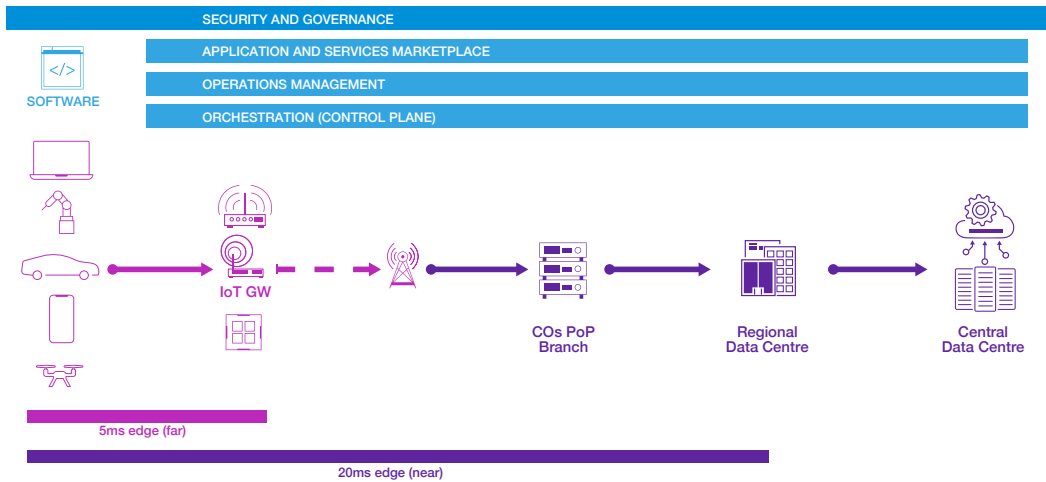 SECURITY AND GOVERNANCE
APPLICATION AND SERVICES MARKETPLACE
</>
OPERATIONS MANAGEMENT
SOFTWARE
ORCHESTRATION (CONTROL PLANE)
IoT GW
COs PoP
Branch
Regional
Data Centre
Central
Data Centre
5ms edge (far)
20ms edge (near)